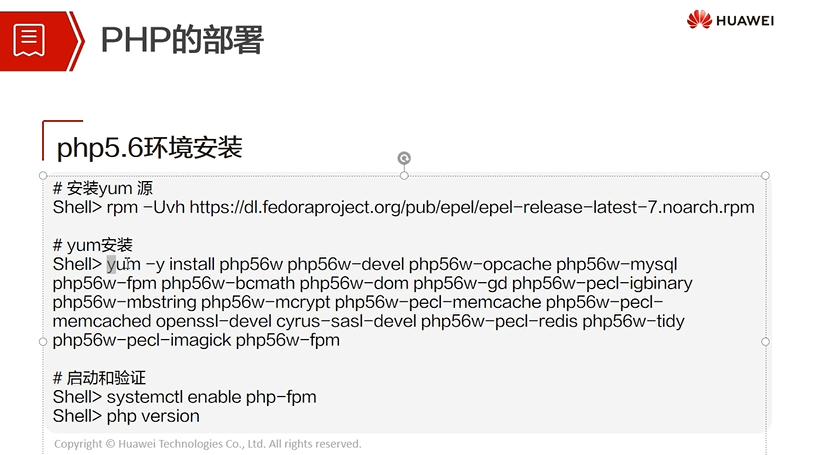 PHP的部署
HUAWEI
php5.6环境安装
# 安装yum 源
Shell> rpm -Uvh https://dl.fedoraproject.org/pub/epel/epel-release-latest-7.noarch.rpm
# yum安装
Shell> yum -y install php56w php56w-devel php56w-opcache php56w-mysql
php56w-fpm php56w-bcmath php56w-dom php56w-gd php56w-pecl-igbinary
php56w-mbstring php56w-mcrypt php56w-pecl-memcache php56w-pecl-
memcached openssl-devel cyrus-sasl-devel php56w-pecl-redis php56w-tidy
php56w-pecl-imagick php56w-fpm
# 启动和验证
Shell> systemctl enable php-fpm
Shell> php version
Copyright © Huawei Technologies Co., Ltd. All rights reserved.